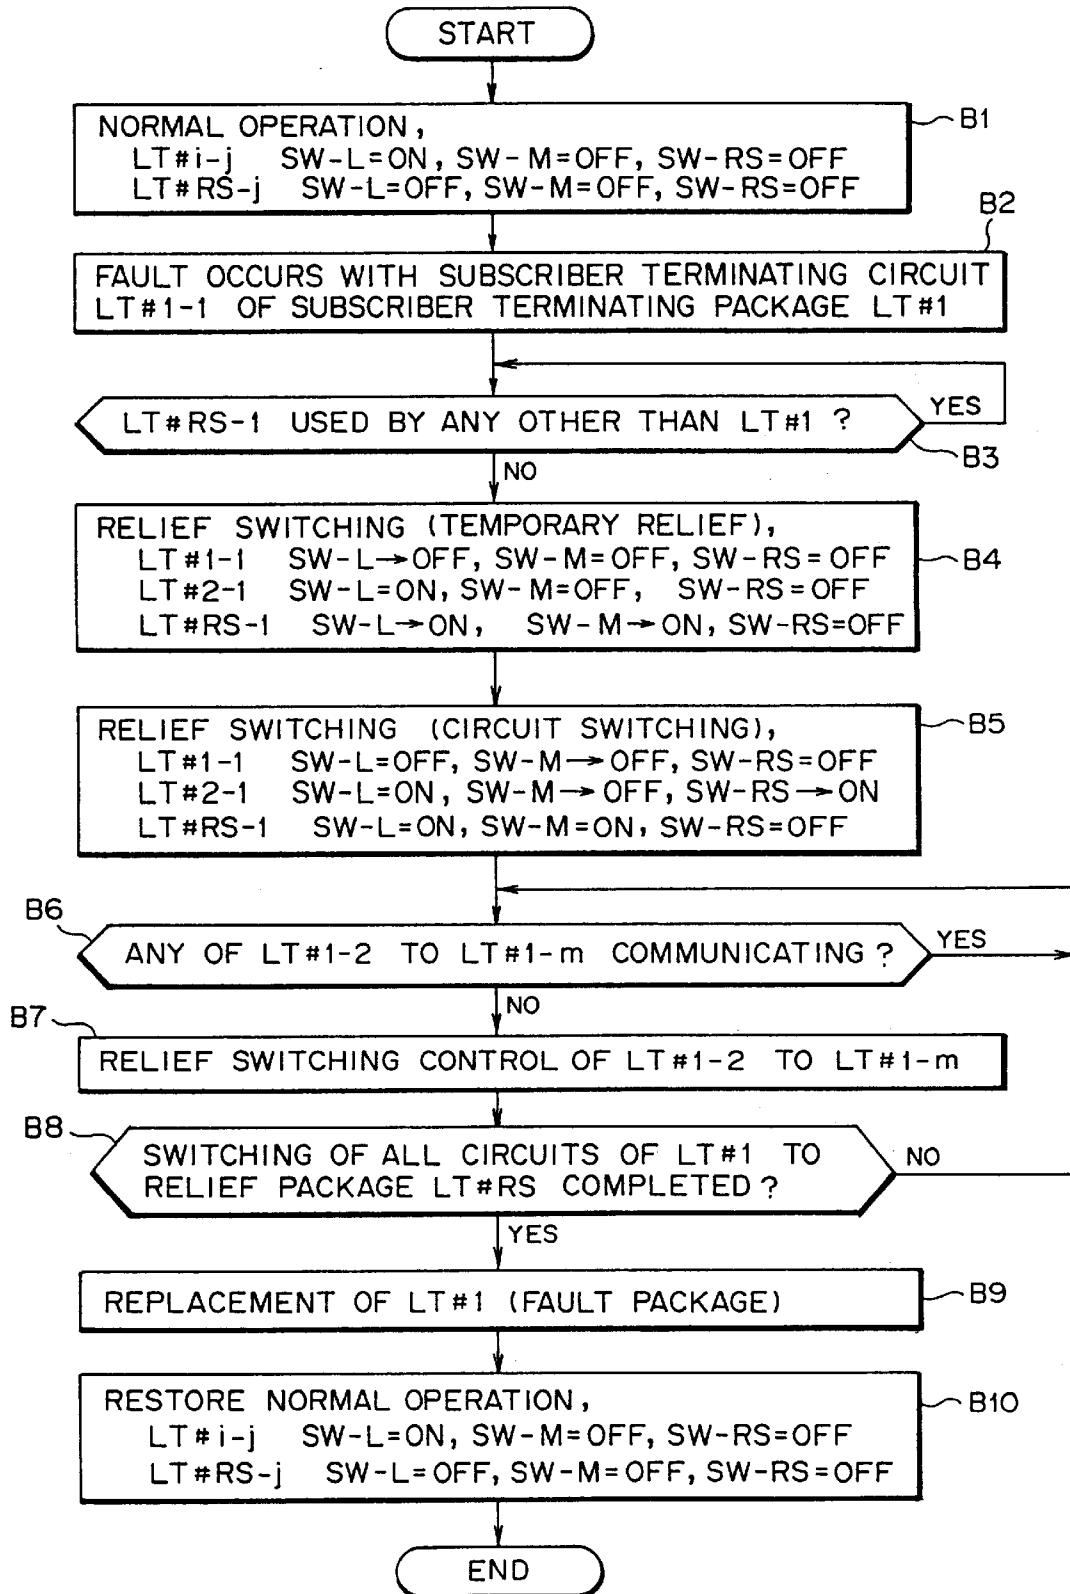 START
B1
NORMAL OPERATION,
LT#i-j SW-L=ON, SW-M=OFF, SW-RS=OFF
LT#RS-j SW-L=OFF, SW-M=OFF, SW-RS=OFF
B2
FAULT OCCURS WITH SUBSCRIBER TERMINATING CIRCUIT
LT#1-1 OF SUBSCRIBER TERMINATING PACKAGE LT#1
LT#RS-1 USED BY ANY OTHER THAN LT#1 ?
YES
B3
NO
RELIEF SWITCHING (TEMPORARY RELIEF),
LT#1-1 SW-L→OFF, SW-M=OFF, SW-RS=OFF
B4
LT#2-1 SW-L=ON, SW-M=OFF, SW-RS=OFF
LT#RS-1 SW-L→ON, SW-M→ON, SW-RS=OFF
RELIEF SWITCHING (CIRCUIT SWITCHING),
B5
LT#1-1 SW-L=OFF, SW-M→OFF, SW-RS=OFF
LT#2-1 SW-L=ON, SW-M→OFF, SW-RS→ON
LT#RS-1 SW-L=ON, SW-M=ON, SW-RS=OFF
B6
ANY OF LT#1-2 TO LT#1-m COMMUNICATING ?
YES
NO
B7
RELIEF SWITCHING CONTROL OF LT#1-2 TO LT#1-m
B8
SWITCHING OF ALL CIRCUITS OF LT#1 TO
RELIEF PACKAGE LT#RS COMPLETED ?
NO
YES
REPLACEMENT OF LT#1 (FAULT PACKAGE)
B9
RESTORE NORMAL OPERATION,
B10
LT#i-j SW-L=ON, SW-M=OFF, SW-RS=OFF
LT#RS-j SW-L=OFF, SW-M=OFF, SW-RS=OFF
END